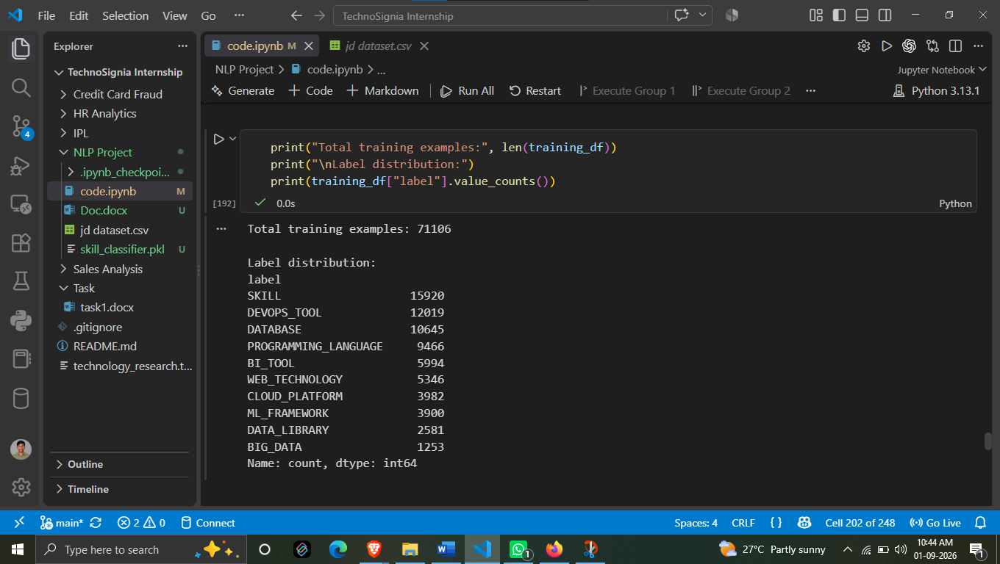 File Edit Selection View Go ...
TechnoSignia Internship
Explorer ...
TechnoSignia Internship
Credit Card Fraud
HR Analytics
IPL
NLP Project
.ipynb_checkpoi...
code.ipynb M
Doc.docx U
jd dataset.csv
skill_classifier.pkl U
Sales Analysis
Task
task1.docx
.gitignore
README.md
technology_research.t...
Outline
Timeline
4
code.ipynb M
jd dataset.csv
NLP Project > code.ipynb > ...
Jupyter Notebook
Generate + Code + Markdown Run All Restart Execute Group 1 Execute Group 2 ...
Python 3.13.1
print("Total training examples:", len(training_df))
print("\nLabel distribution:")
print(training_df["label"].value_counts())
[192] 0.0s Python
... Total training examples: 71106
Label distribution:
label
SKILL 15920
DEVOPS_TOOL 12019
DATABASE 10645
PROGRAMMING_LANGUAGE 9466
BI_TOOL 5994
WEB_TECHNOLOGY 5346
CLOUD_PLATFORM 3982
ML_FRAMEWORK 3900
DATA_LIBRARY 2581
BIG_DATA 1253
Name: count, dtype: int64
main* 2 0 Connect Spaces: 4 CRLF { } Cell 202 of 248 Go Live
Type here to search
W
1
27°C Partly sunny
10:44 AM
01-09-2026
1